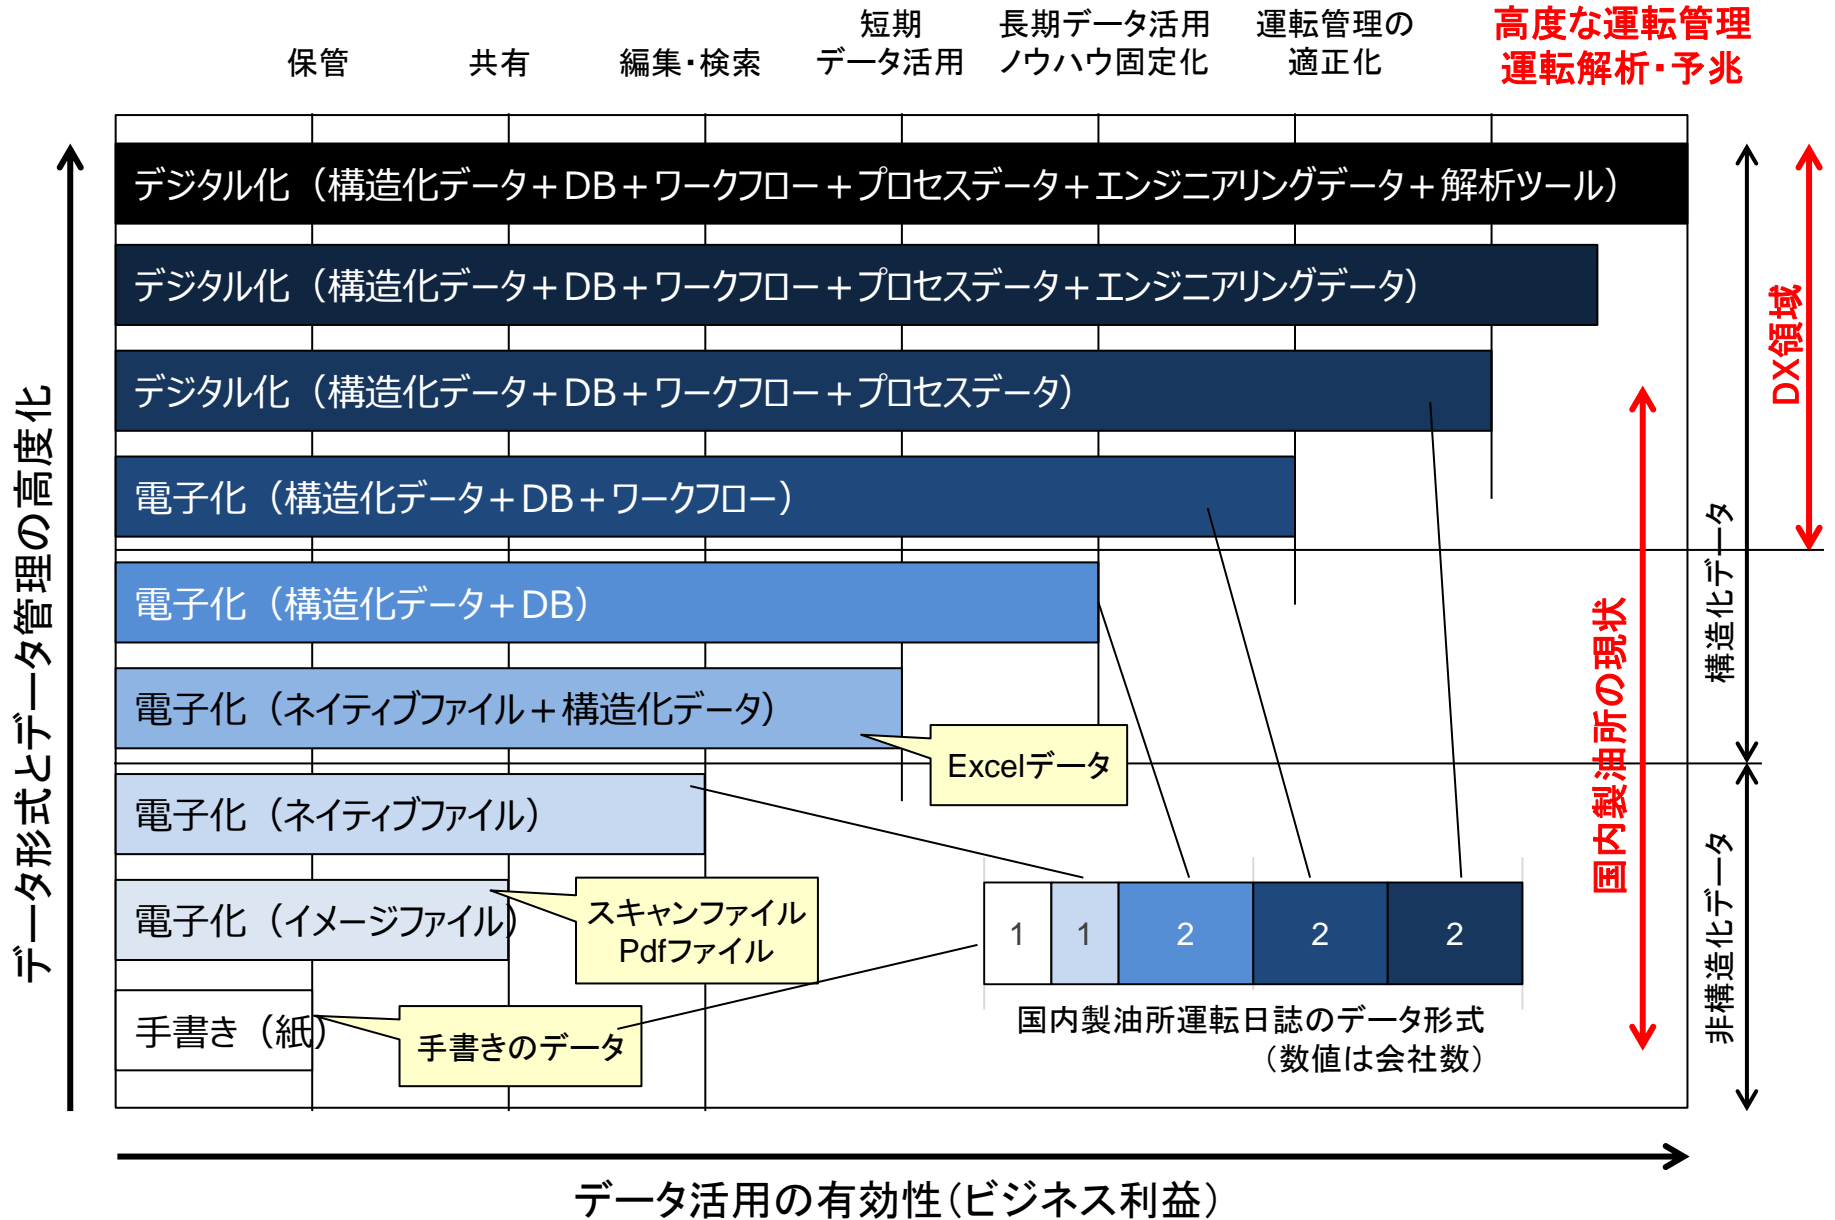 保管
共有
編集・検索
短期
データ活用
長期データ活用
ノウハウ固定化
運転管理の
適正化
高度な運転管理
運転解析・予兆
デジタル化（構造化データ＋DB＋ワークフロー＋プロセスデータ＋エンジニアリングデータ＋解析ツール）
デジタル化（構造化データ＋DB＋ワークフロー＋プロセスデータ＋エンジニアリングデータ）
デジタル化（構造化データ＋DB＋ワークフロー＋プロセスデータ）
電子化（構造化データ＋DB＋ワークフロー）
電子化（構造化データ＋DB）
電子化（ネイティブファイル＋構造化データ）
Excelデータ
電子化（ネイティブファイル）
電子化（イメージファイル）
スキャンファイル
Pdfファイル
手書き（紙）
手書きのデータ
1
1
2
2
2
国内製油所運転日誌のデータ形式
（数値は会社数）
データ形式とデータ管理の高度化
データ活用の有効性（ビジネス利益）
国内製油所の現状
構造化データ
非構造化データ
DX領域